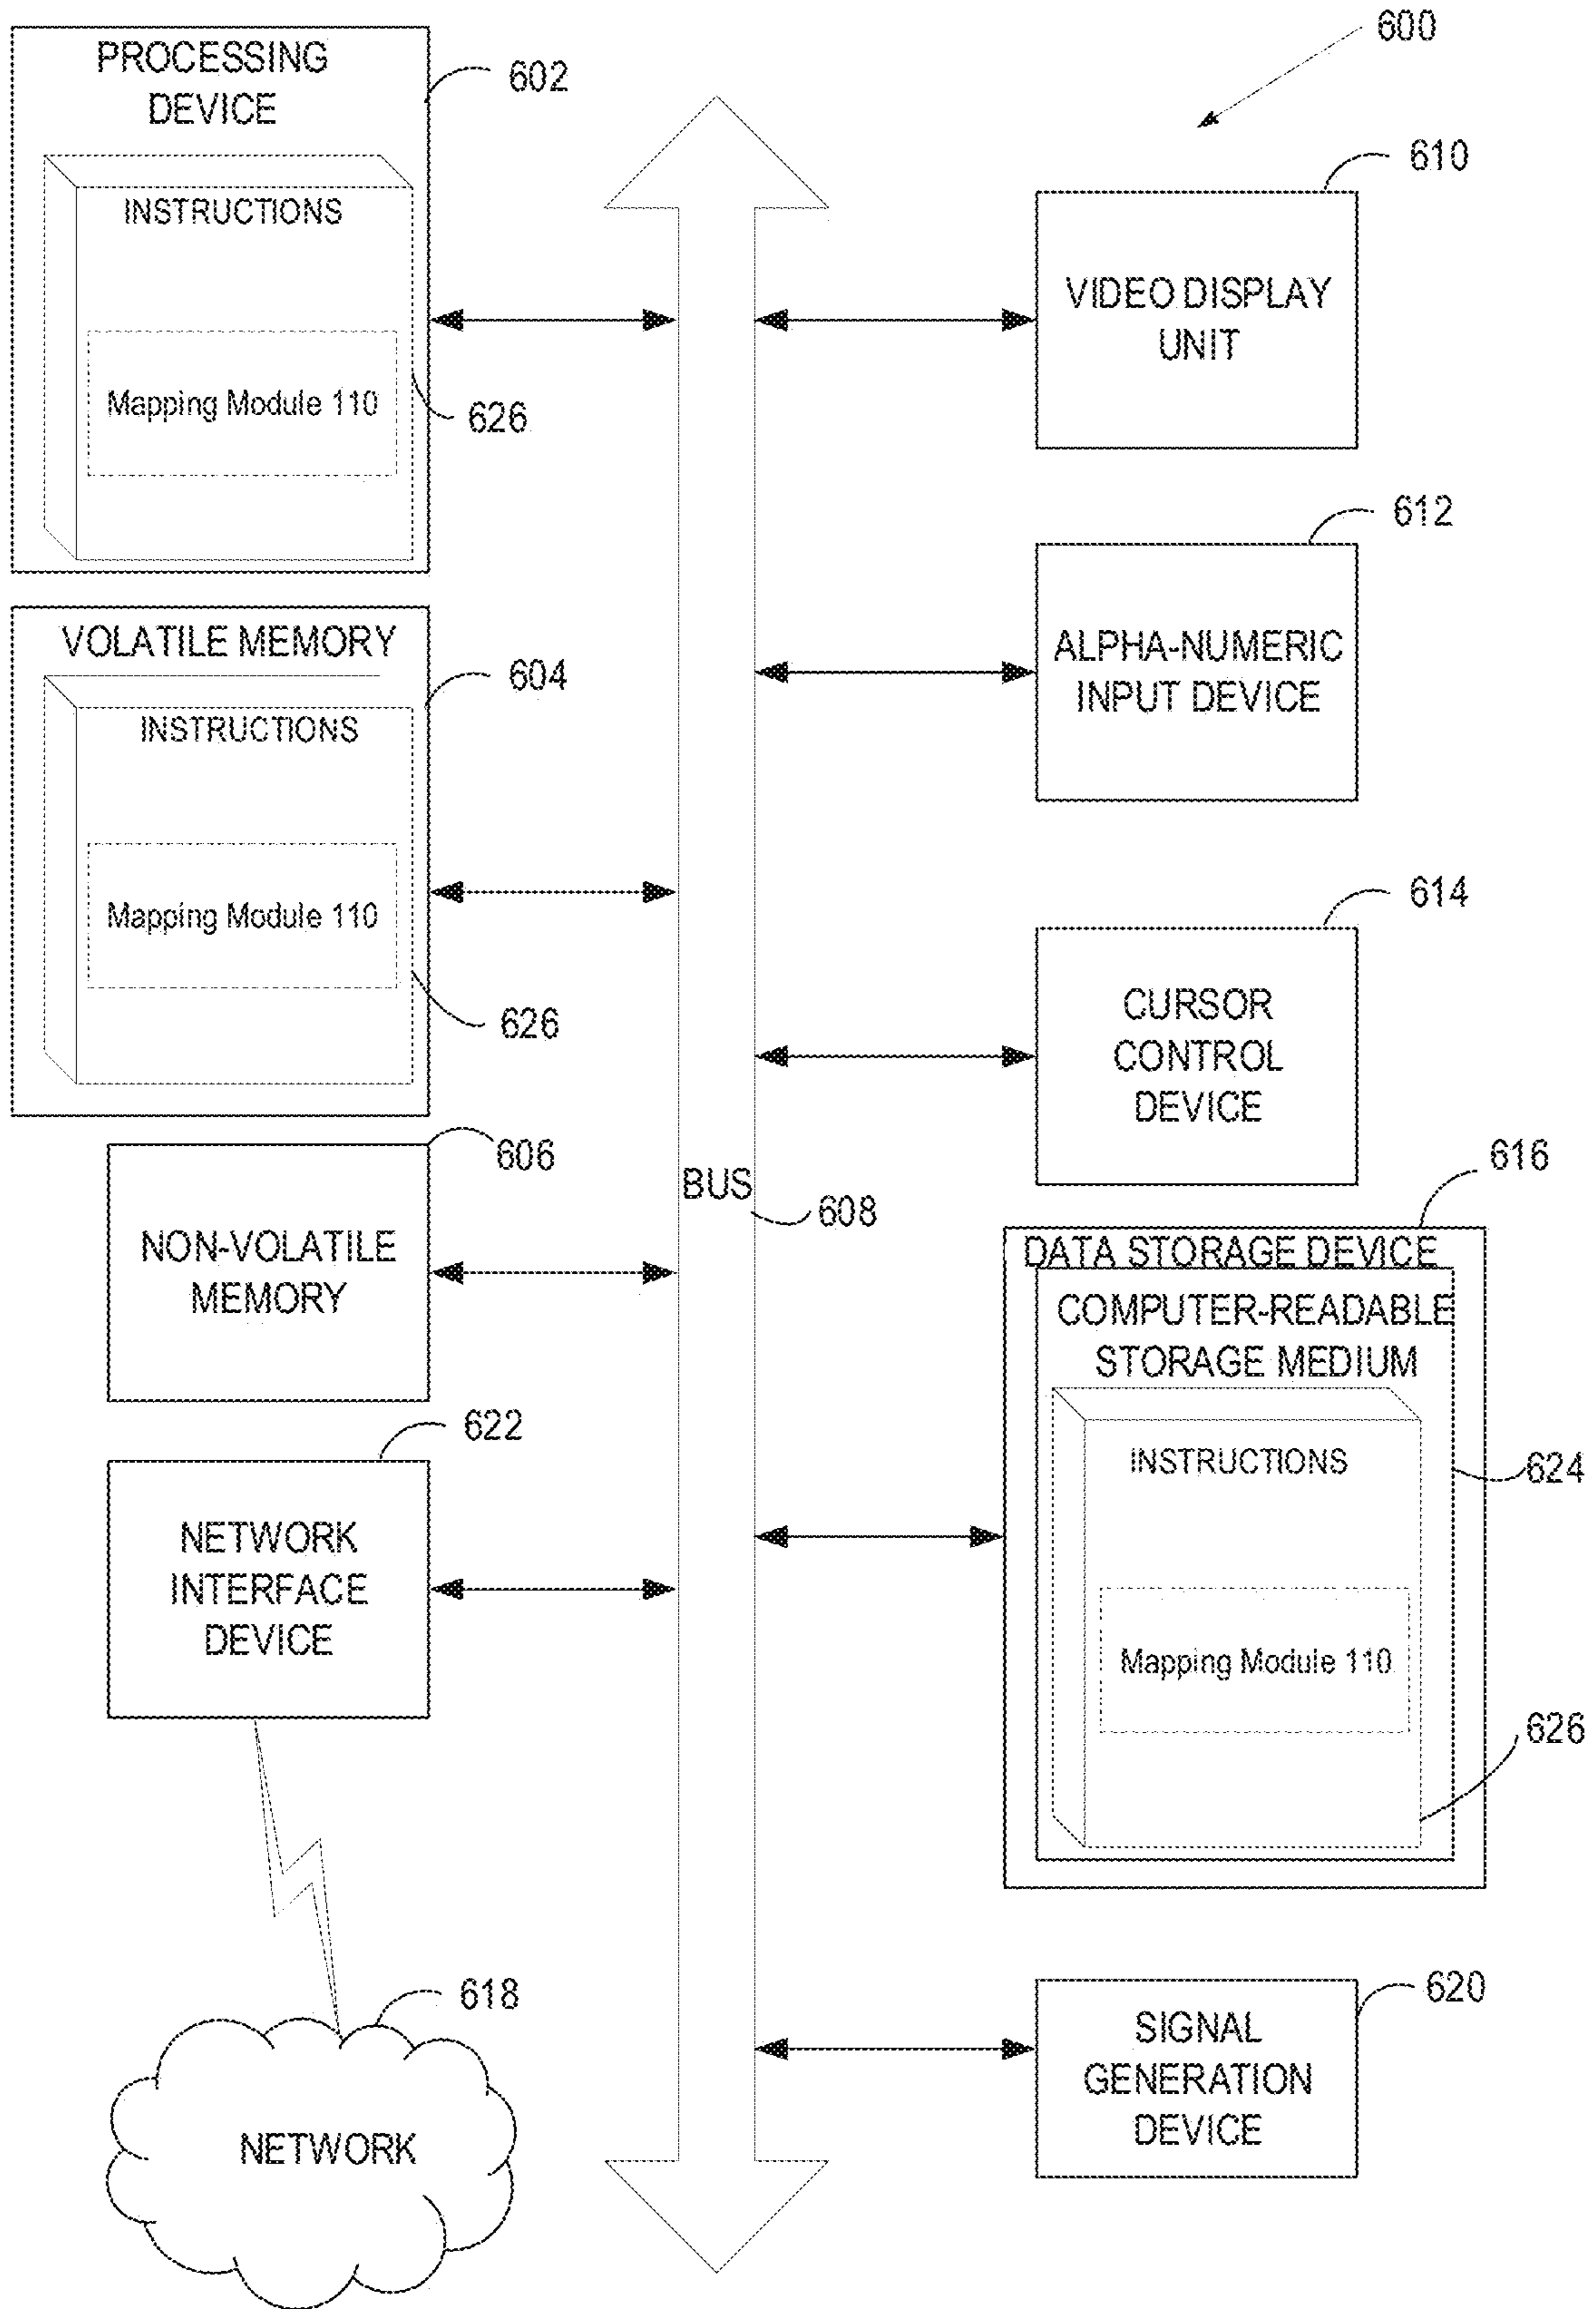 600
PROCESSING
DEVICE
602
INSTRUCTIONS
Mapping Module 110
626
VOLATILE MEMORY
604
INSTRUCTIONS
Mapping Module 110
626
606
NON-VOLATILE
MEMORY
622
NETWORK
INTERFACE
DEVICE
618
NETWORK
BUS
608
610
VIDEO DISPLAY
UNIT
612
ALPHA-NUMERIC
INPUT DEVICE
614
CURSOR
CONTROL
DEVICE
616
DATA STORAGE DEVICE
COMPUTER-READABLE
STORAGE MEDIUM
INSTRUCTIONS
624
Mapping Module 110
626
620
SIGNAL
GENERATION
DEVICE